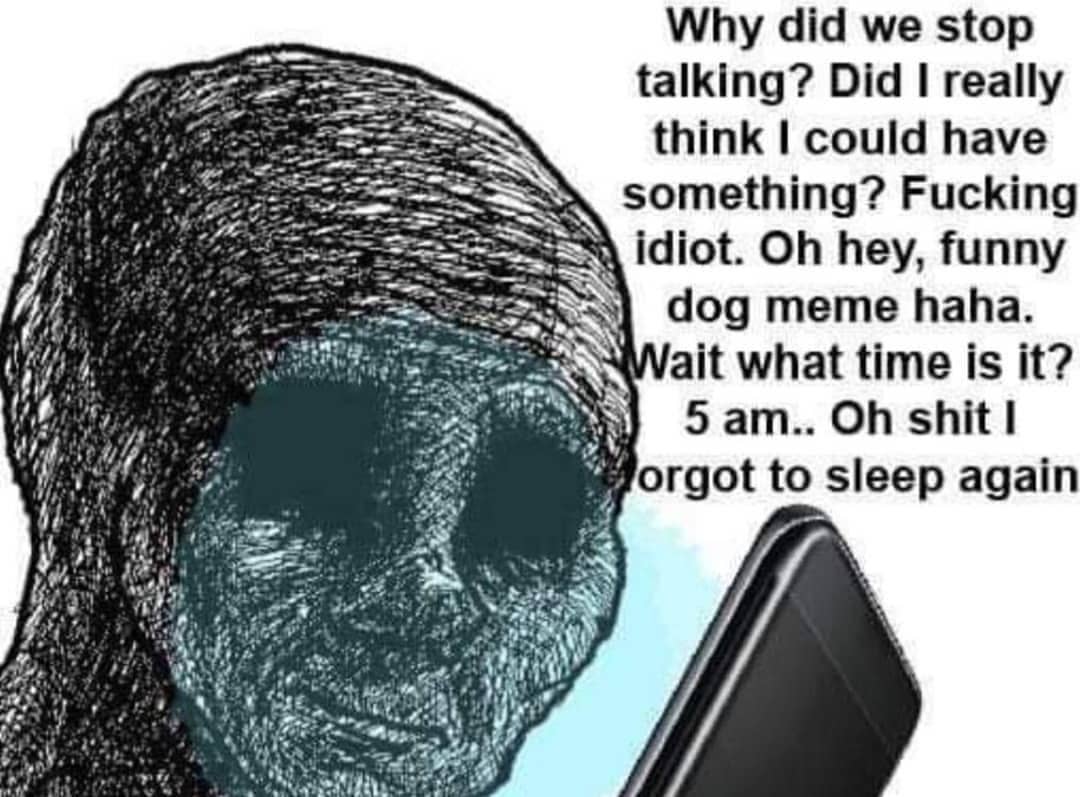 Why did we stop
talking? Did I really
think I could have
something? Fucking
idiot. Oh hey, funny
dog meme haha.
Wait what time is it?
5 am.. Oh shit I
forgot to sleep again